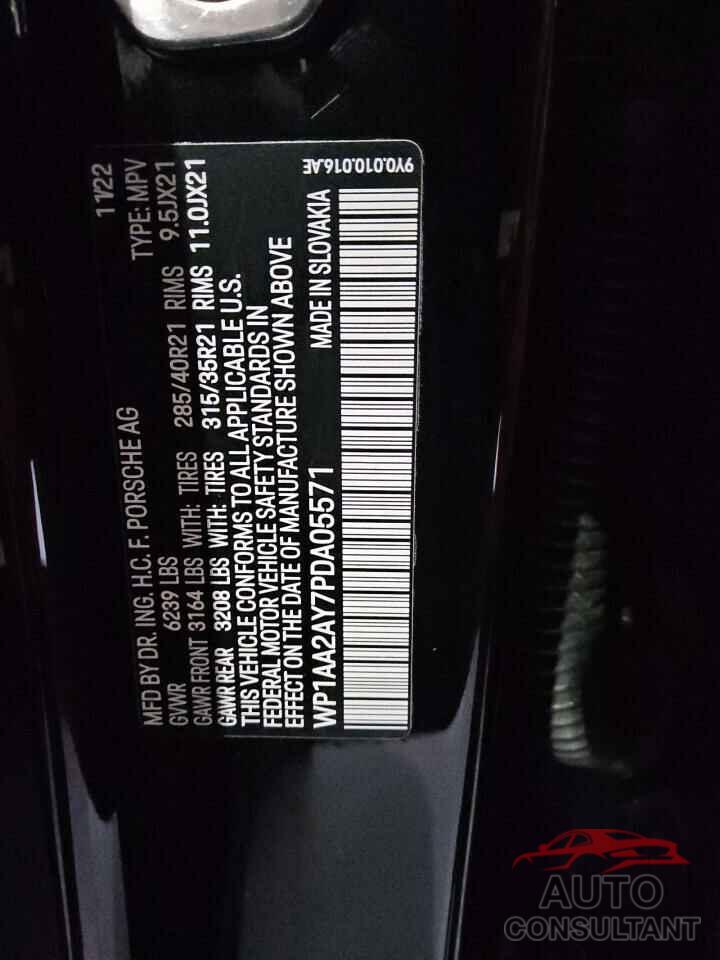 MFD BY DR. ING. H.C. F. PORSCHE AG 11/22
GVWR 6239 LBS TYPE: MPV
GAWR FRONT 3164 LBS WITH: TIRES 285/40R21 RIMS 9.5JX21
GAWR REAR 3208 LBS WITH: TIRES 315/35R21 RIMS 11.0JX21
THIS VEHICLE CONFORMS TO ALL APPLICABLE U.S.
FEDERAL MOTOR VEHICLE SAFETY STANDARDS IN
EFFECT ON THE DATE OF MANUFACTURE SHOWN ABOVE
WP1AA2AY7PDA05571 MADE IN SLOVAKIA
9Y0.010.016.AE
AUTO
CONSULTANT